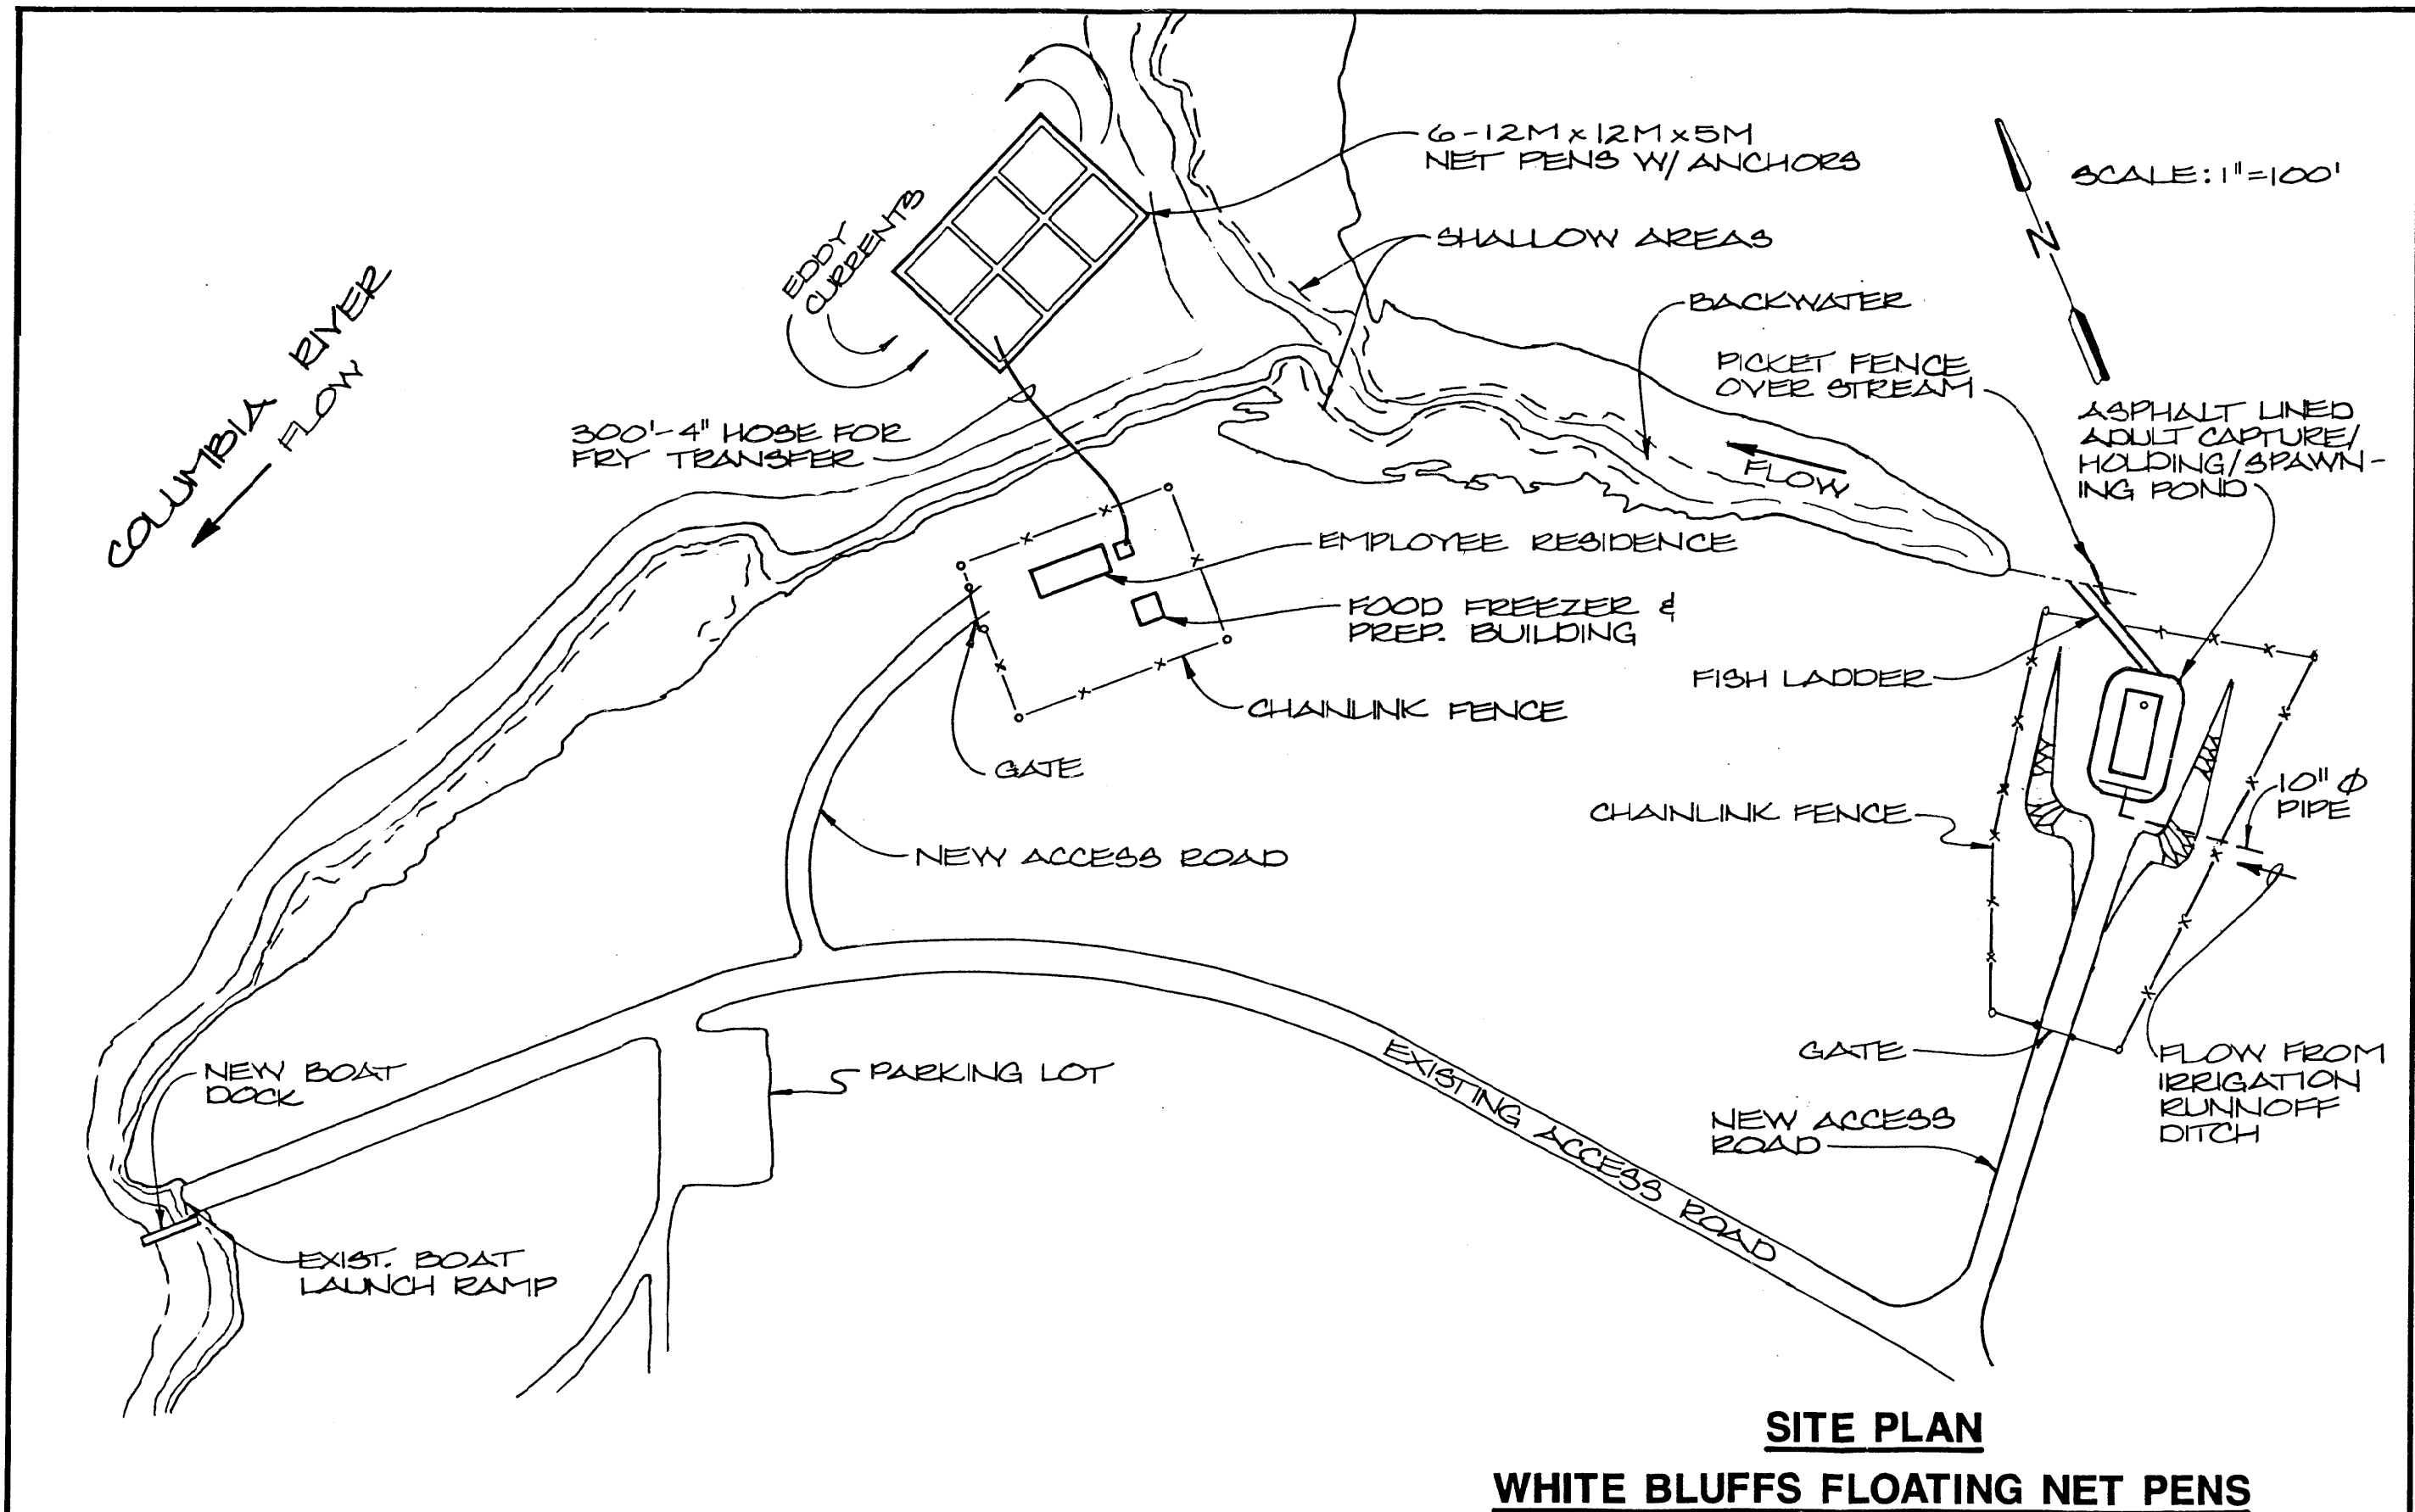 6-12M x 12M x 5M
NET PENS W/ ANCHORS
SCALE: 1"=100'
N
SHALLOW AREAS
EDDY
CURRENTS
BACKWATER
COLUMBIA RIVER
FLOW
PICKET FENCE
OVER STREAM
ASPHALT LINED
ADULT CAPTURE/
HOLDING/SPAWN-
ING POND
300'-4" HOSE FOR
FRY TRANSFER
FLOW
EMPLOYEE RESIDENCE
FOOD FREEZER &
PREP. BUILDING
FISH LADDER
CHAINLINK FENCE
GATE
10" Φ
PIPE
CHAINLINK FENCE
NEW ACCESS ROAD
NEW BOAT
DOCK
PARKING LOT
EXISTING ACCESS ROAD
GATE
FLOW FROM
IRRIGATION
RUNNOFF
DITCH
NEW ACCESS
ROAD
EXIST. BOAT
LAUNCH RAMP
SITE PLAN
WHITE BLUFFS FLOATING NET PENS